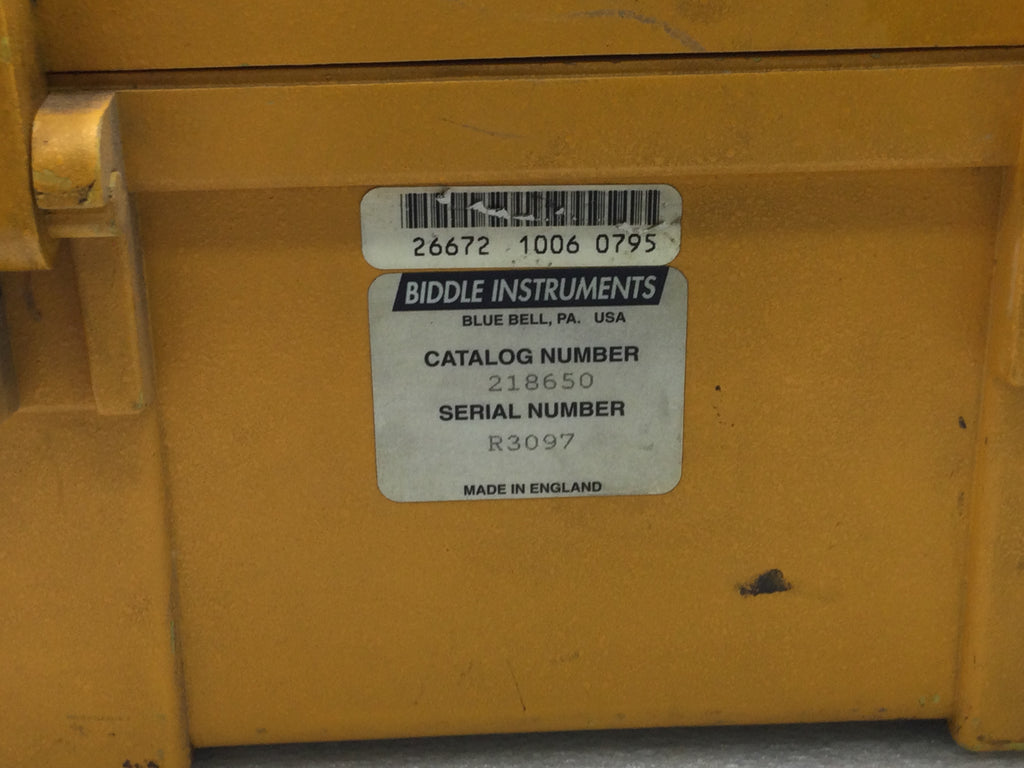 26672 1006 0795
BIDDLE INSTRUMENTS
BLUE BELL, PA. USA
CATALOG NUMBER
218650
SERIAL NUMBER
R3097
MADE IN ENGLAND